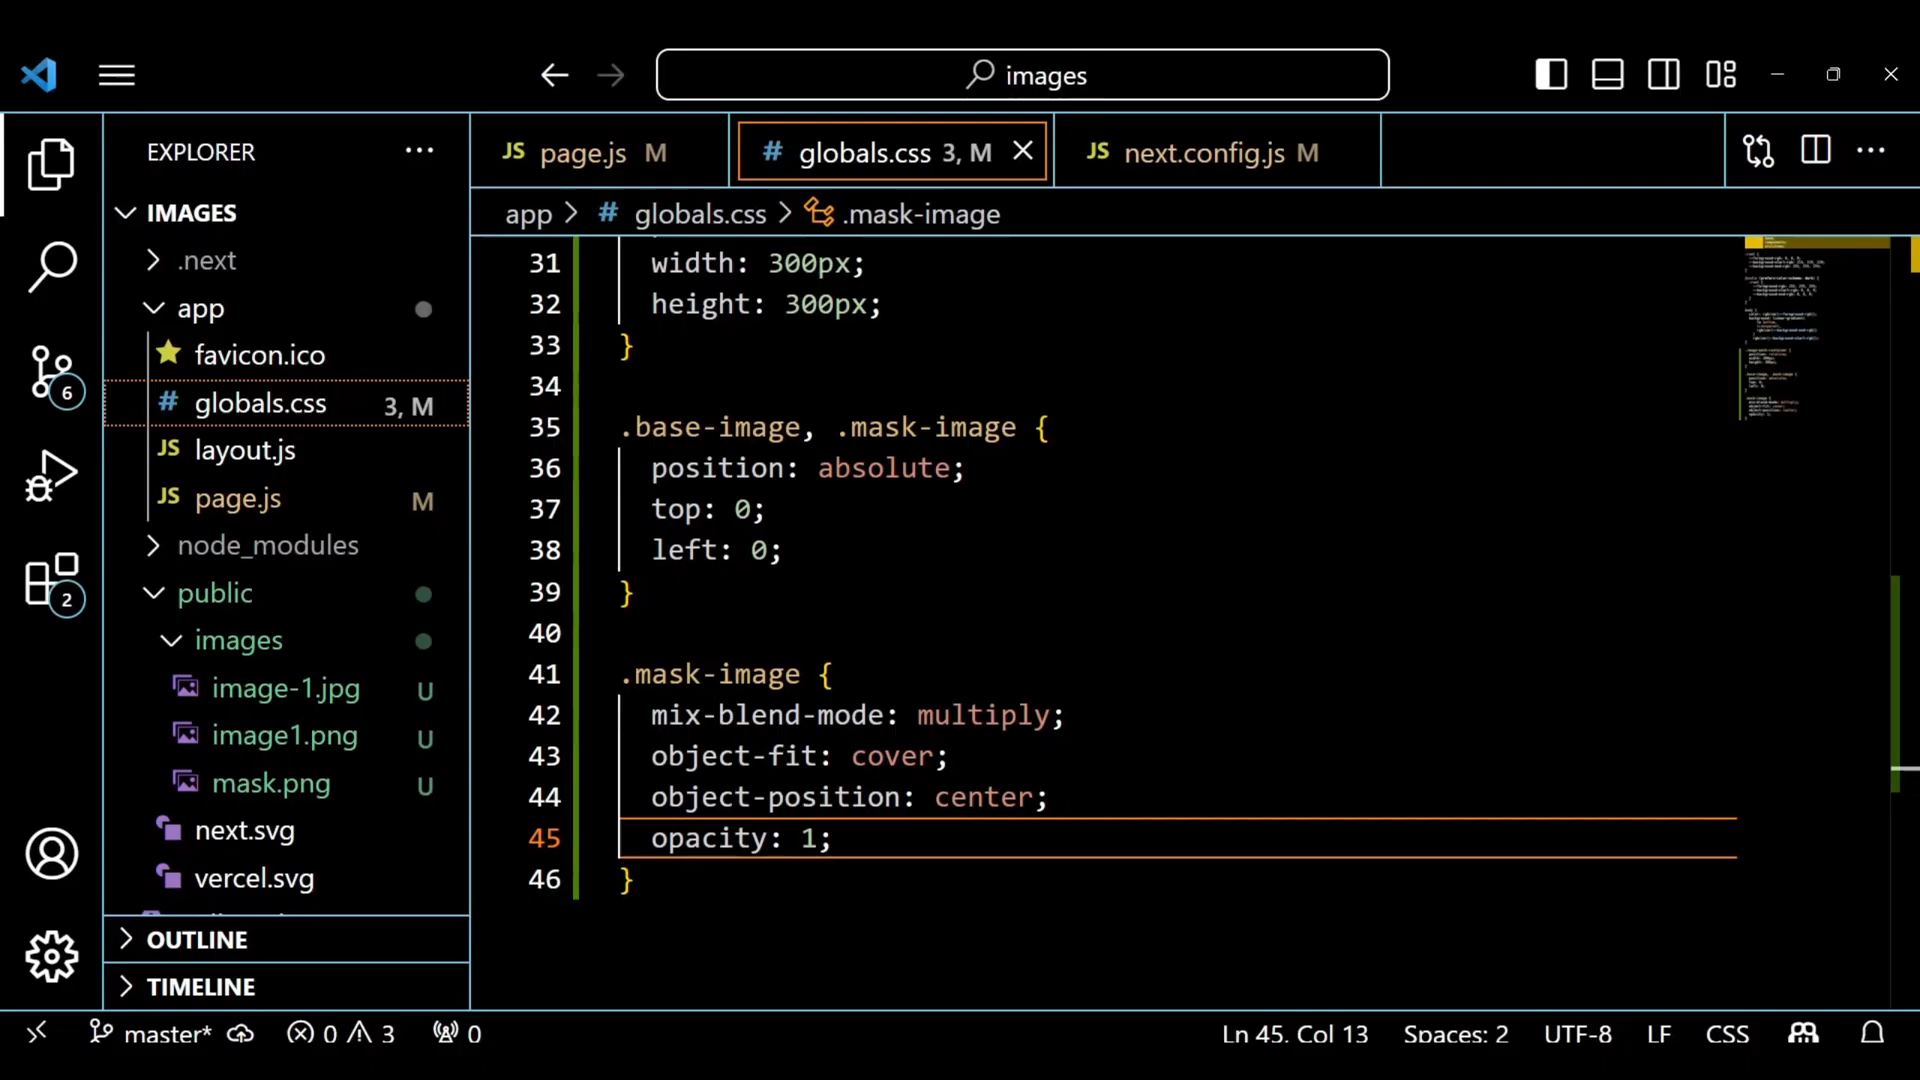 images
EXPLORER
IMAGES
.next
app
favicon.ico
# globals.css 3, M
JS layout.js
JS page.js M
node_modules
public
images
image-1.jpg U
image1.png U
mask.png U
next.svg
vercel.svg
OUTLINE
TIMELINE
6
2
JS page.js M
# globals.css 3, M
JS next.config.js M
app > # globals.css > .mask-image
31 width: 300px;
32 height: 300px;
33 }
34
35 .base-image, .mask-image {
36 position: absolute;
37 top: 0;
38 left: 0;
39 }
40
41 .mask-image {
42 mix-blend-mode: multiply;
43 object-fit: cover;
44 object-position: center;
45 opacity: 1;
46 }
master* 0 3 0
Ln 45, Col 13 Spaces: 2 UTF-8 LF CSS